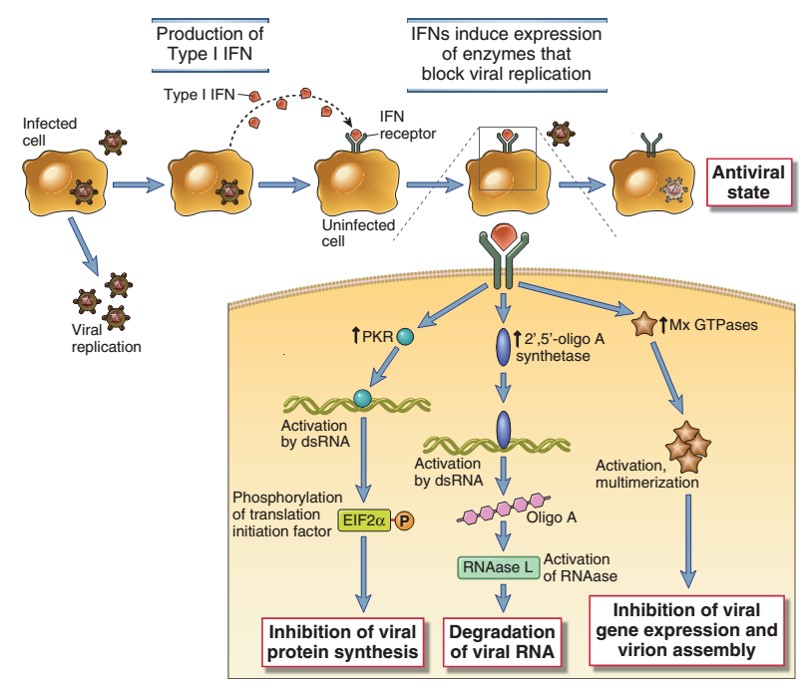 Production of
Type I IFN
IFNs induce expression
of enzymes that
block viral replication
Type I IFN
IFN
receptor
Infected
cell
Uninfected
cell
Antiviral
state
Viral
replication
↑PKR
↑2',5'-oligo A
synthetase
↑Mx GTPases
Activation
by dsRNA
Activation
by dsRNA
Activation,
multimerization
Phosphorylation
of translation
initiation factor
EIF2α
P
Oligo A
RNAase L
Activation
of RNAase
Inhibition of viral
protein synthesis
Degradation
of viral RNA
Inhibition of viral
gene expression and
virion assembly